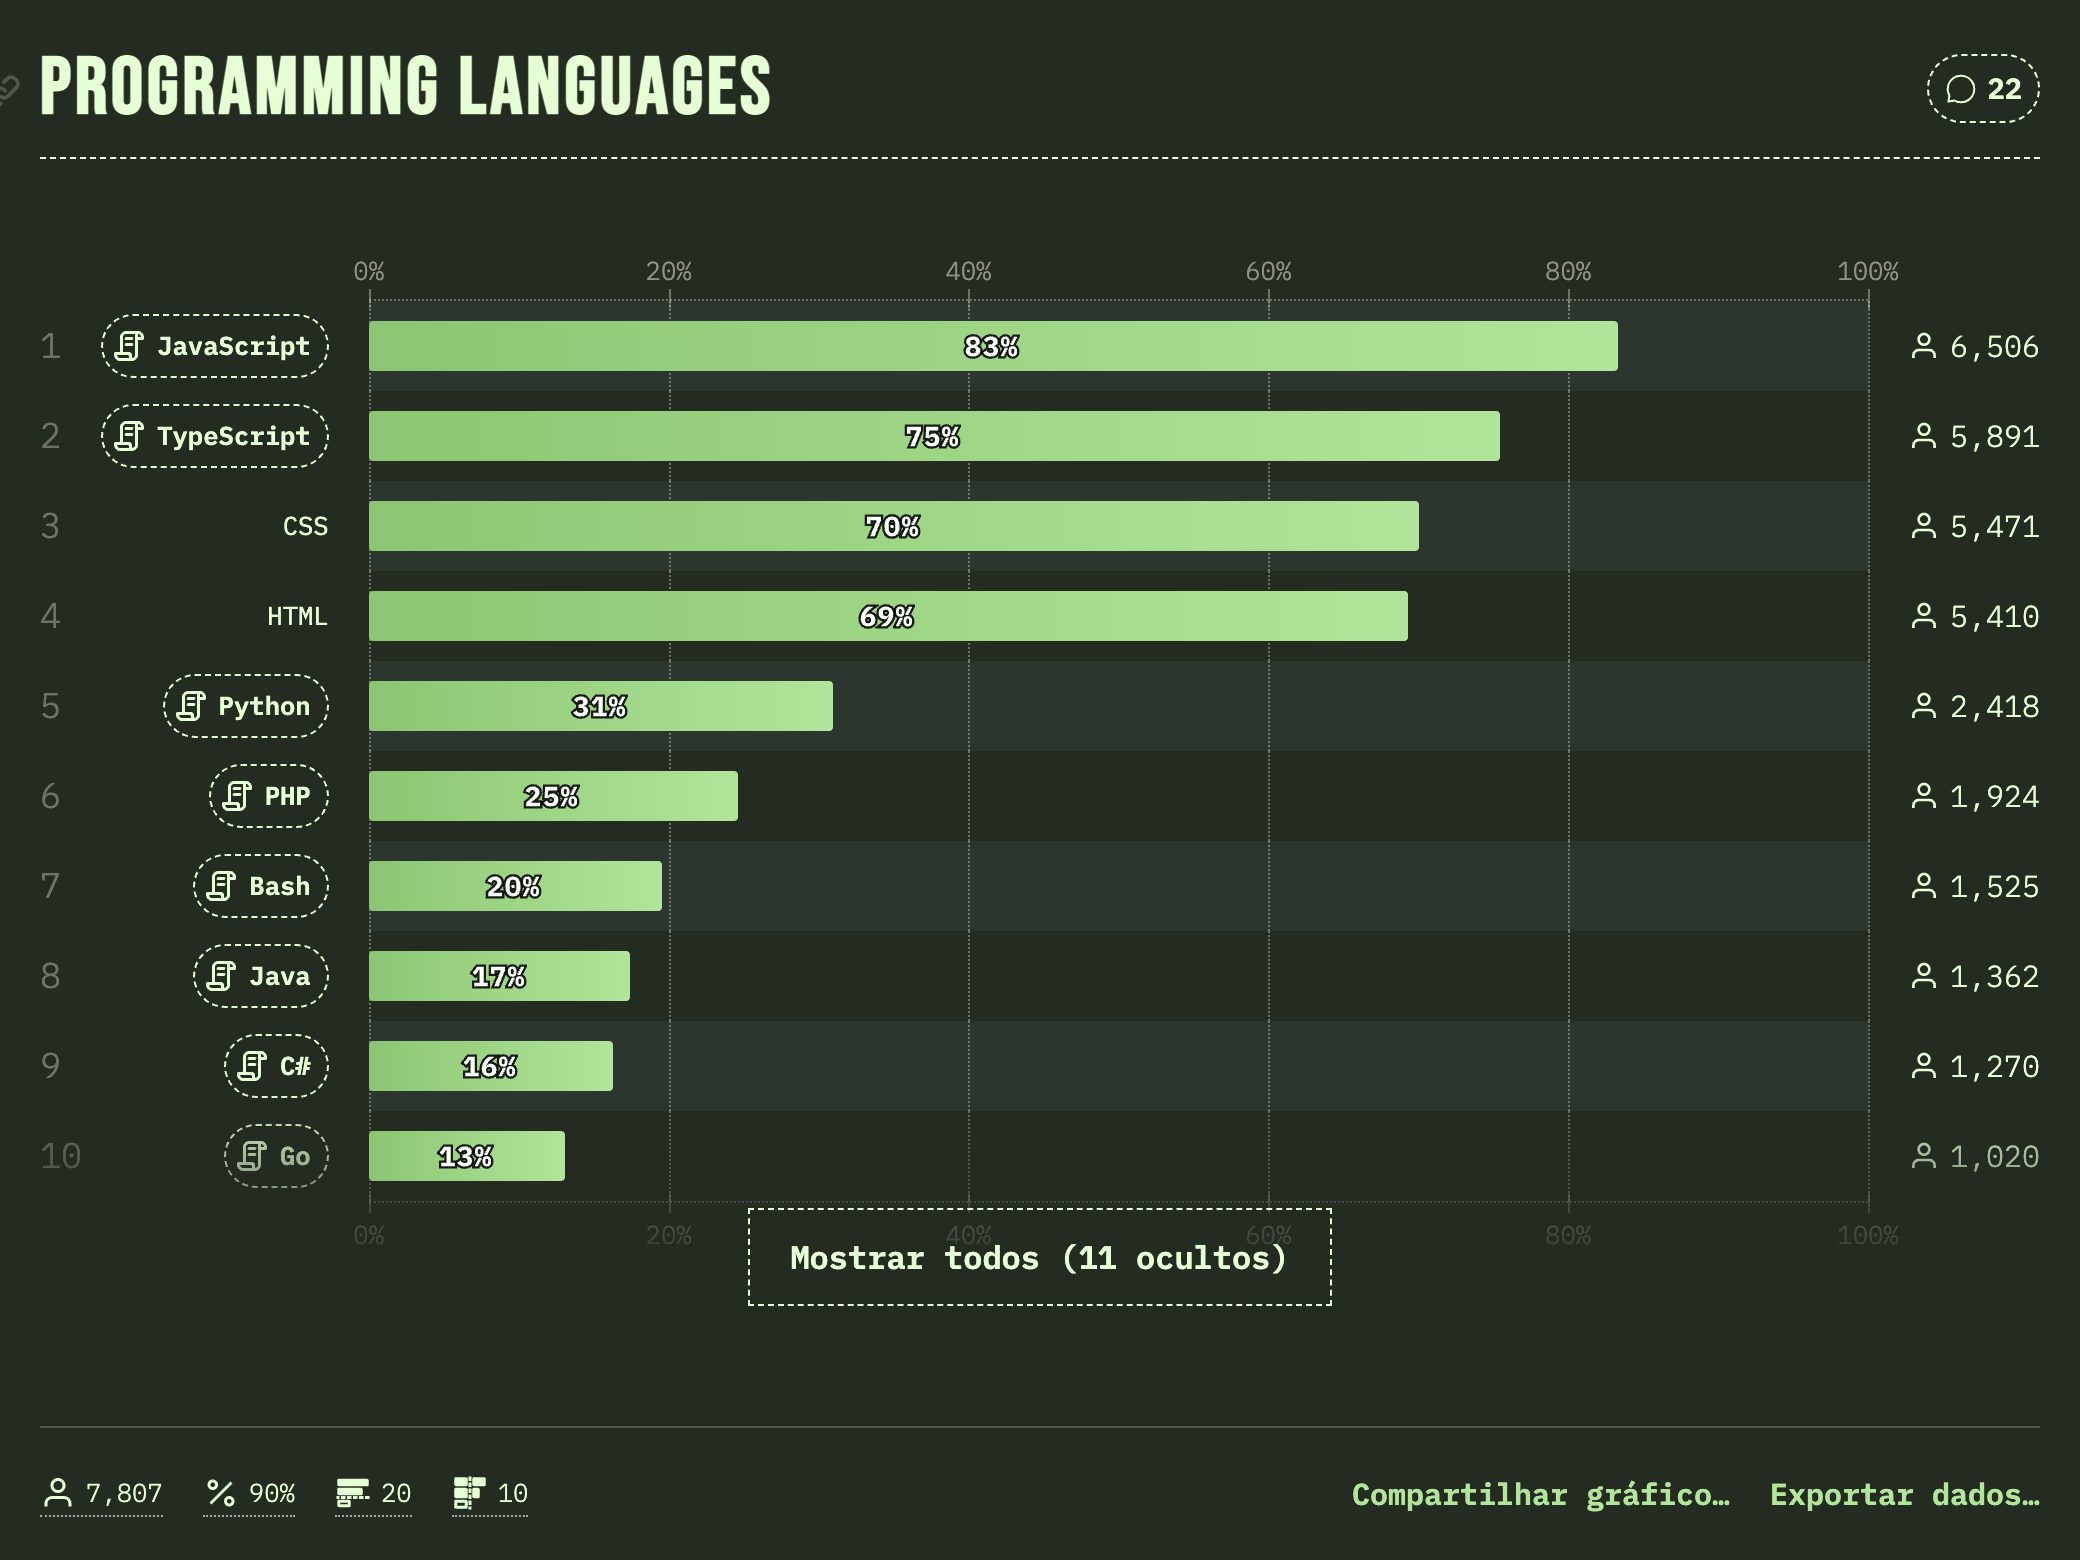 PROGRAMMING LANGUAGES
22
0% 20% 40% 60% 80% 100%
1 JavaScript 83% 6,506
2 TypeScript 75% 5,891
3 CSS 70% 5,471
4 HTML 69% 5,410
5 Python 31% 2,418
6 PHP 25% 1,924
7 Bash 20% 1,525
8 Java 17% 1,362
9 C# 16% 1,270
10 Go 13% 1,020
0% 20% 40% 60% 80% 100%
Mostrar todos (11 ocultos)
7,807 90% 20 10 Compartilhar gráfico… Exportar dados…